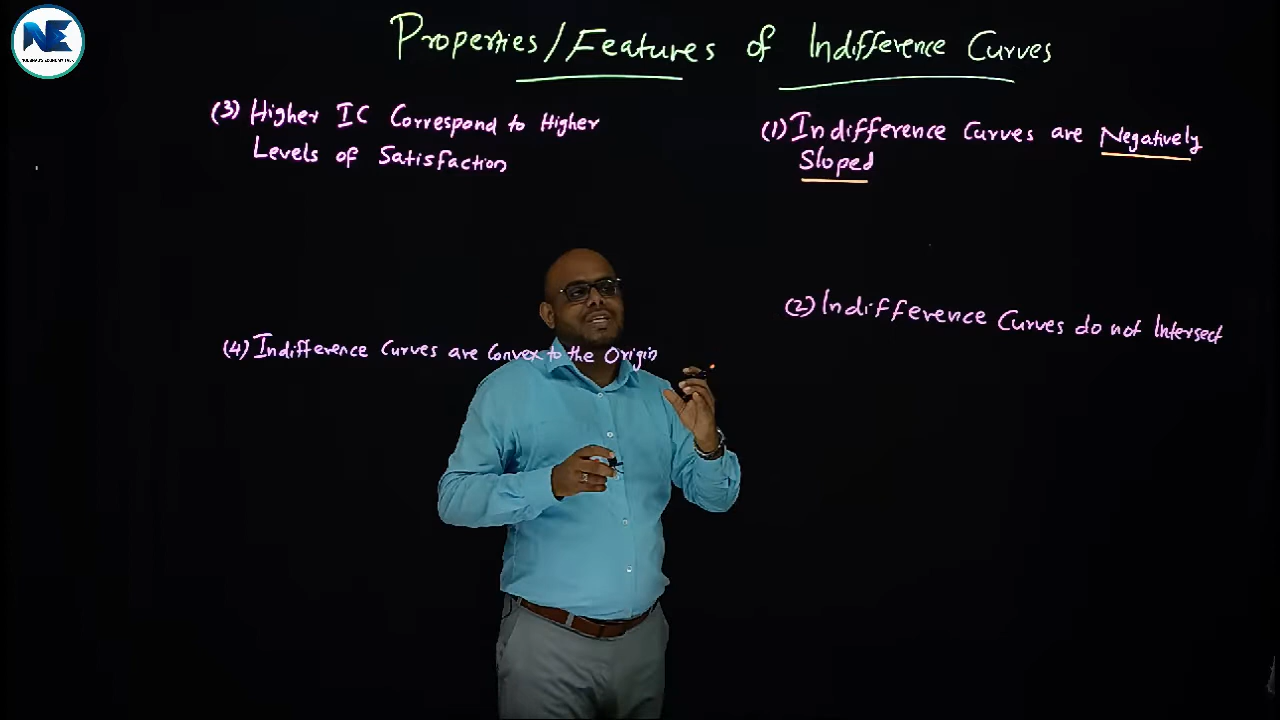 NE
Properties/Features of Indifference Curves
(3) Higher IC Correspond to Higher
Levels of Satisfaction
(1) Indifference Curves are Negatively
Sloped
(2) Indifference Curves do not Intersect
(4) Indifference Curves are Convex to the Origin